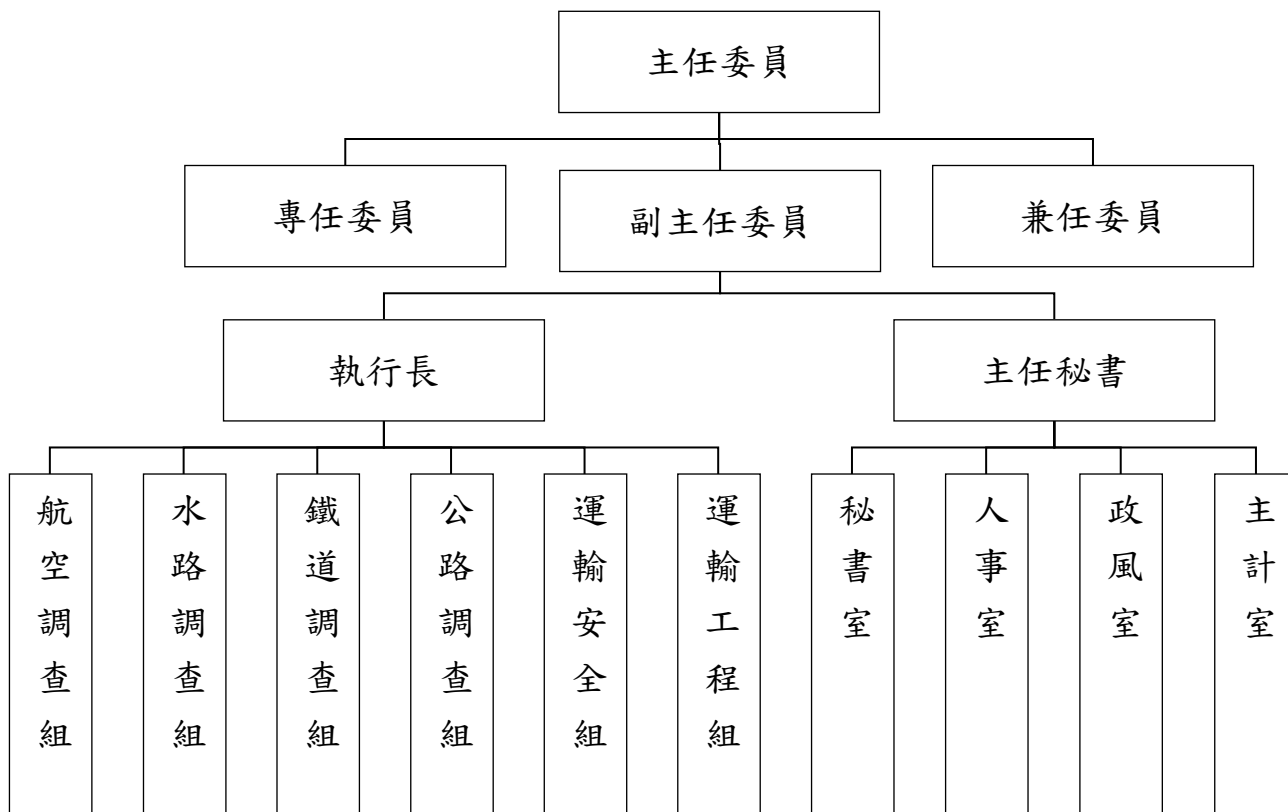 主任委員
專任委員
副主任委員
兼任委員
執行長
主任秘書
航空調查組
水路調查組
鐵道調查組
公路調查組
運輸安全組
運輸工程組
秘書室
人事室
政風室
主計室